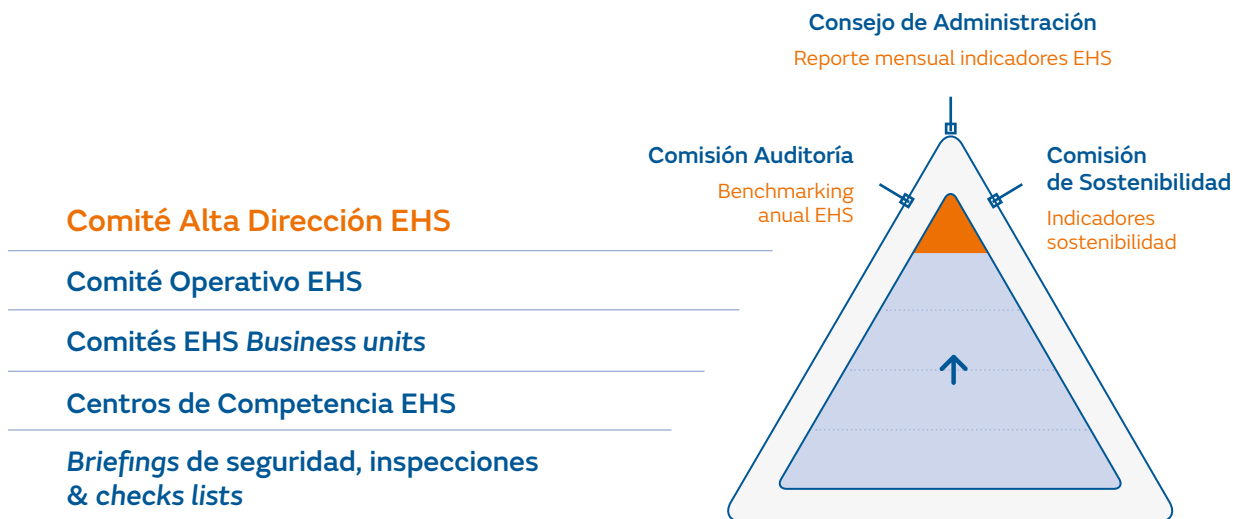 Consejo de Administración
Reporte mensual indicadores EHS
Comisión Auditoría
Benchmarking
anual EHS
Comisión
de Sostenibilidad
Indicadores
sostenibilidad
Comité Alta Dirección EHS
Comité Operativo EHS
Comités EHS Business units
Centros de Competencia EHS
Briefings de seguridad, inspecciones
& checks lists